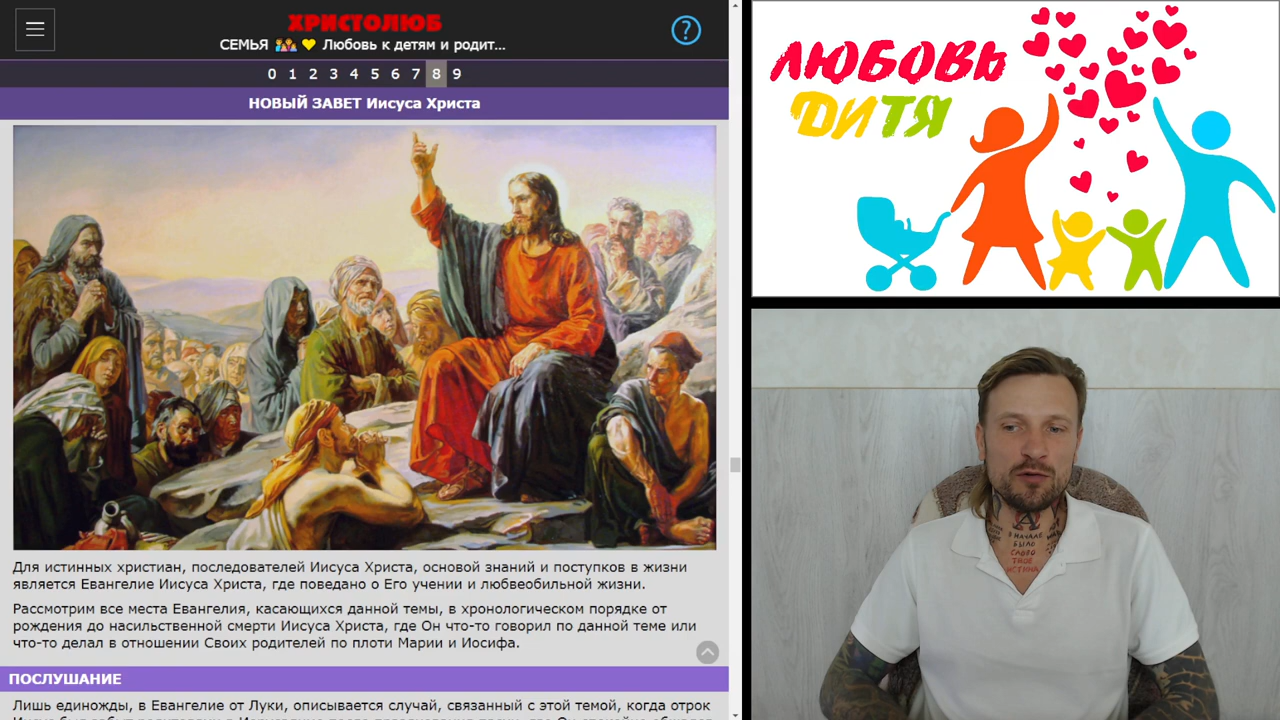 ХРИСТОЛЮБ
СЕМЬЯ 👨‍👩‍👧 💛 Любовь к детям и родит...
0 1 2 3 4 5 6 7 8 9
НОВЫЙ ЗАВЕТ Иисуса Христа
Для истинных христиан, последователей Иисуса Христа, основой знаний и поступков в жизни
является Евангелие Иисуса Христа, где поведано о Его учении и любвеобильной жизни.
Рассмотрим все места Евангелия, касающихся данной темы, в хронологическом порядке от
рождения до насильственной смерти Иисуса Христа, где Он что-то говорил по данной теме или
что-то делал в отношении Своих родителей по плоти Марии и Иосифа.
ПОСЛУШАНИЕ
Лишь единожды, в Евангелие от Луки, описывается случай, связанный с этой темой, когда отрок
ЛЮБОВЬ
ДИТЯ
В НАЧАЛЕ
БЫЛО
СЛОВО
ТВОЕ
ИСТИНА